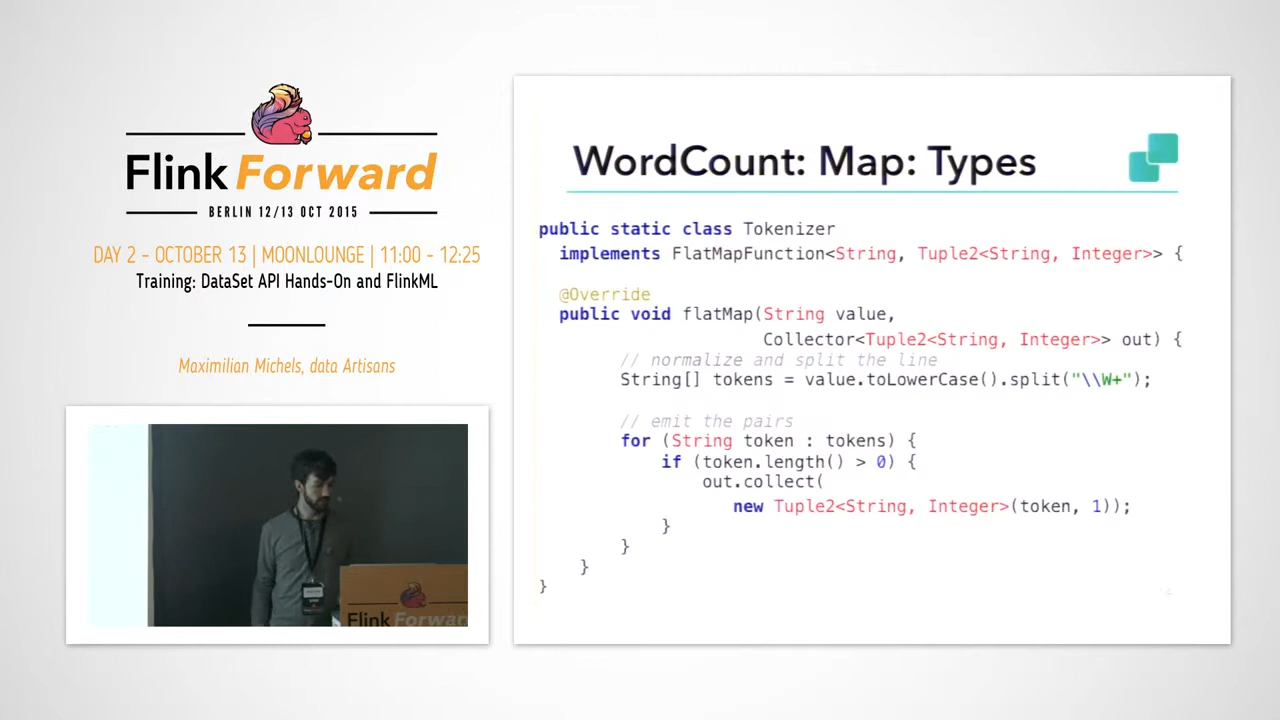 Flink Forward
BERLIN 12/13 OCT 2015
DAY 2 - OCTOBER 13 | MOONLOUNGE | 11:00 - 12:25
Training: DataSet API Hands-On and FlinkML
Maximilian Michels, data Artisans
Flink Forward
WordCount: Map: Types
public static class Tokenizer
implements FlatMapFunction<String, Tuple2<String, Integer>> {
@Override
public void flatMap(String value,
Collector<Tuple2<String, Integer>> out) {
// normalize and split the line
String[] tokens = value.toLowerCase().split("\\W+");
// emit the pairs
for (String token : tokens) {
if (token.length() > 0) {
out.collect(
new Tuple2<String, Integer>(token, 1));
}
}
}
}